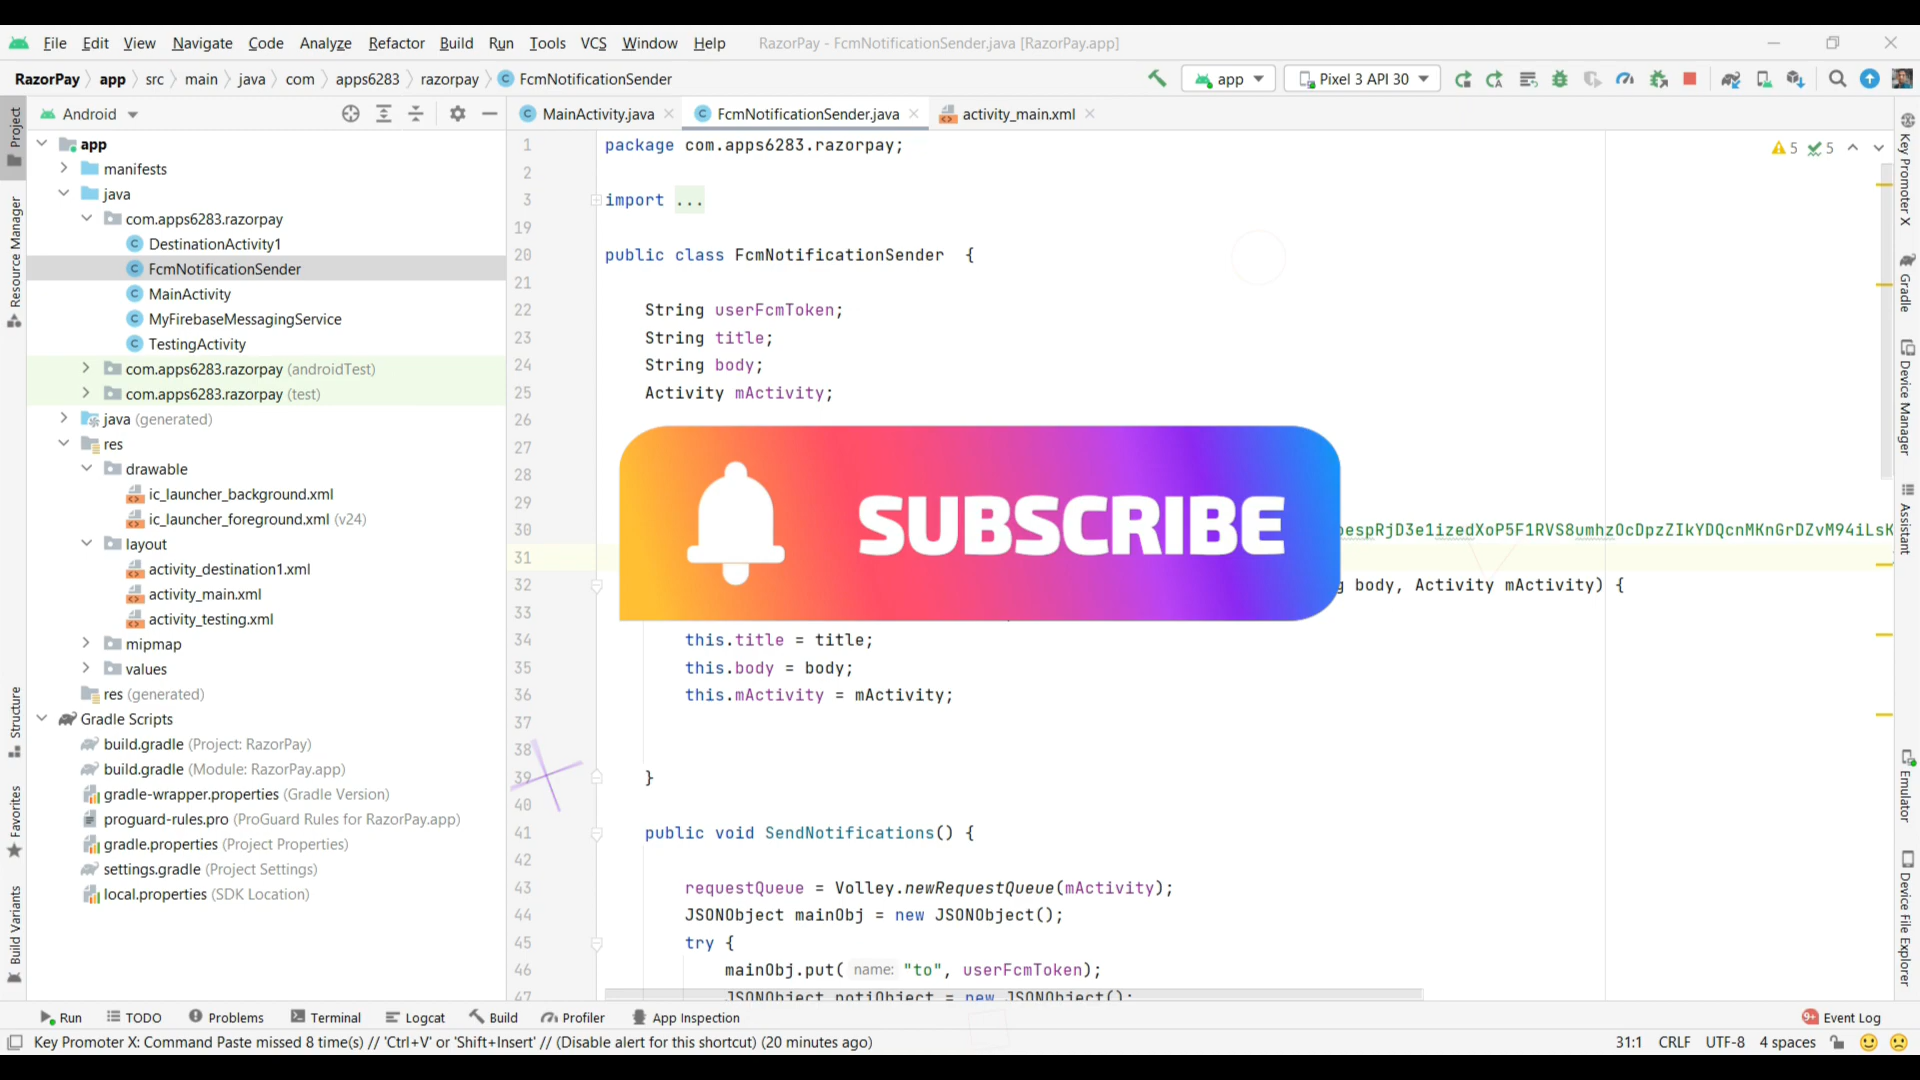 File Edit View Navigate Code Analyze Refactor Build Run Tools VCS Window Help RazorPay - FcmNotificationSender.java [RazorPay.app]
RazorPay app src main java com apps6283 razorpay FcmNotificationSender app Pixel 3 API 30
Android
MainActivity.java FcmNotificationSender.java activity_main.xml
Project
Resource Manager
Structure
Favorites
Build Variants
app
manifests
java
com.apps6283.razorpay
DestinationActivity1
FcmNotificationSender
MainActivity
MyFirebaseMessagingService
TestingActivity
com.apps6283.razorpay (androidTest)
com.apps6283.razorpay (test)
java (generated)
res
drawable
ic_launcher_background.xml
ic_launcher_foreground.xml (v24)
layout
activity_destination1.xml
activity_main.xml
activity_testing.xml
mipmap
values
res (generated)
Gradle Scripts
build.gradle (Project: RazorPay)
build.gradle (Module: RazorPay.app)
gradle-wrapper.properties (Gradle Version)
proguard-rules.pro (ProGuard Rules for RazorPay.app)
gradle.properties (Project Properties)
settings.gradle (Project Settings)
local.properties (SDK Location)
5 5
1 package com.apps6283.razorpay;
2
3 import ...
19
20 public class FcmNotificationSender {
21
22 String userFcmToken;
23 String title;
24 String body;
25 Activity mActivity;
26
27
28
29
SUBSCRIBE
30 espRjD3e1izedXoP5F1RVS8umhzOcDpzZIkYDQcnMKnGrDZvM94iLsK
31
32 body, Activity mActivity) {
33
34 this.title = title;
35 this.body = body;
36 this.mActivity = mActivity;
37
38
39 }
40
41 public void SendNotifications() {
42
43 requestQueue = Volley.newRequestQueue(mActivity);
44 JSONObject mainObj = new JSONObject();
45 try {
46 mainObj.put( name: "to", userFcmToken);
47 JSONObject notiObject = new JSONObject();
Key Promoter X
Gradle
Device Manager
Assistant
Emulator
Device File Explorer
Run TODO Problems Terminal Logcat Build Profiler App Inspection 9+ Event Log
Key Promoter X: Command Paste missed 8 time(s) // 'Ctrl+V' or 'Shift+Insert' // (Disable alert for this shortcut) (20 minutes ago) 31:1 CRLF UTF-8 4 spaces